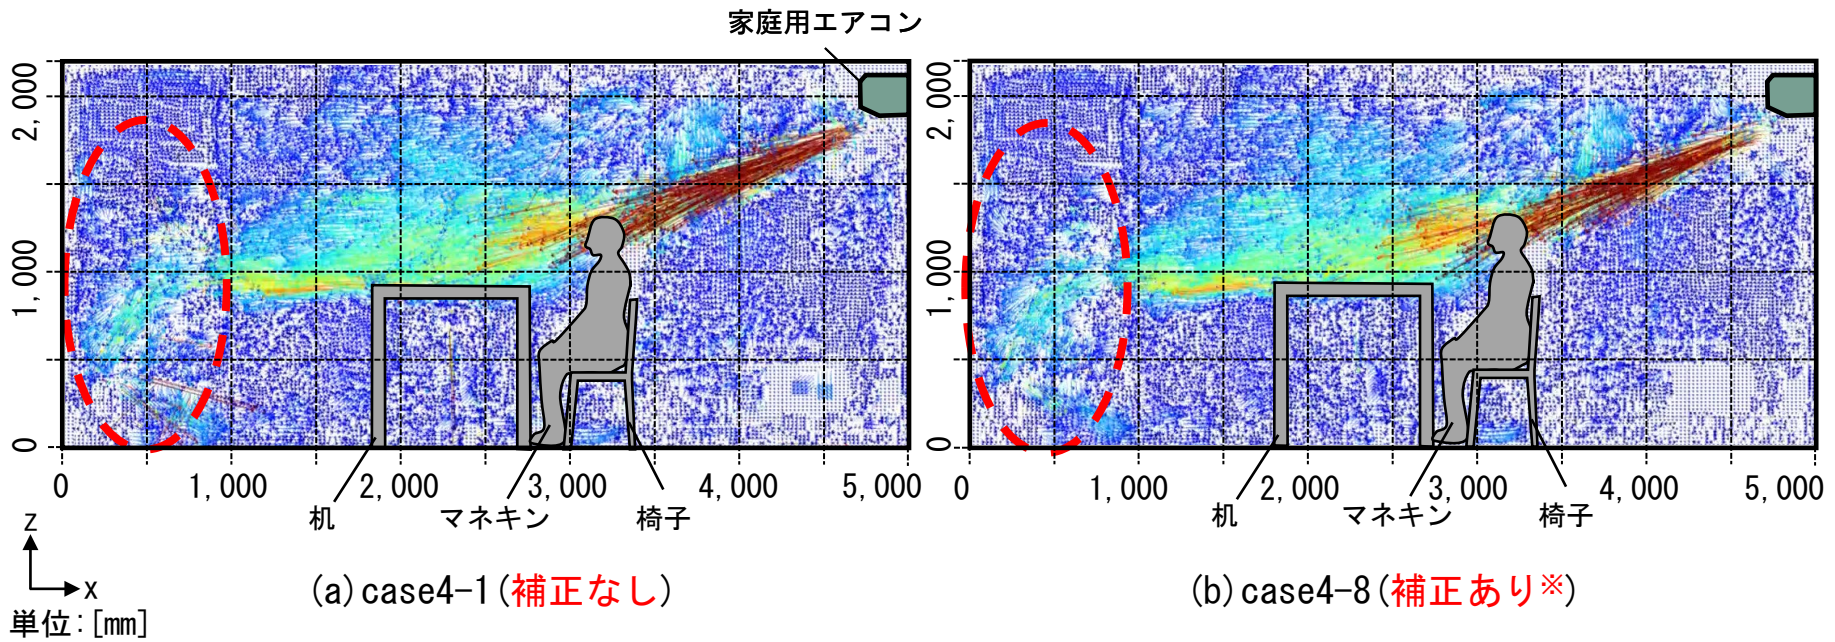 家庭用エアコン
2,000
1,000
0
0
1,000
2,000
3,000
4,000
5,000
机
マネキン
椅子
2,000
1,000
0
0
1,000
2,000
3,000
4,000
5,000
机
マネキン
椅子
z
x
単位:[mm]
(a)case4-1(補正なし)
(b)case4-8(補正あり※)